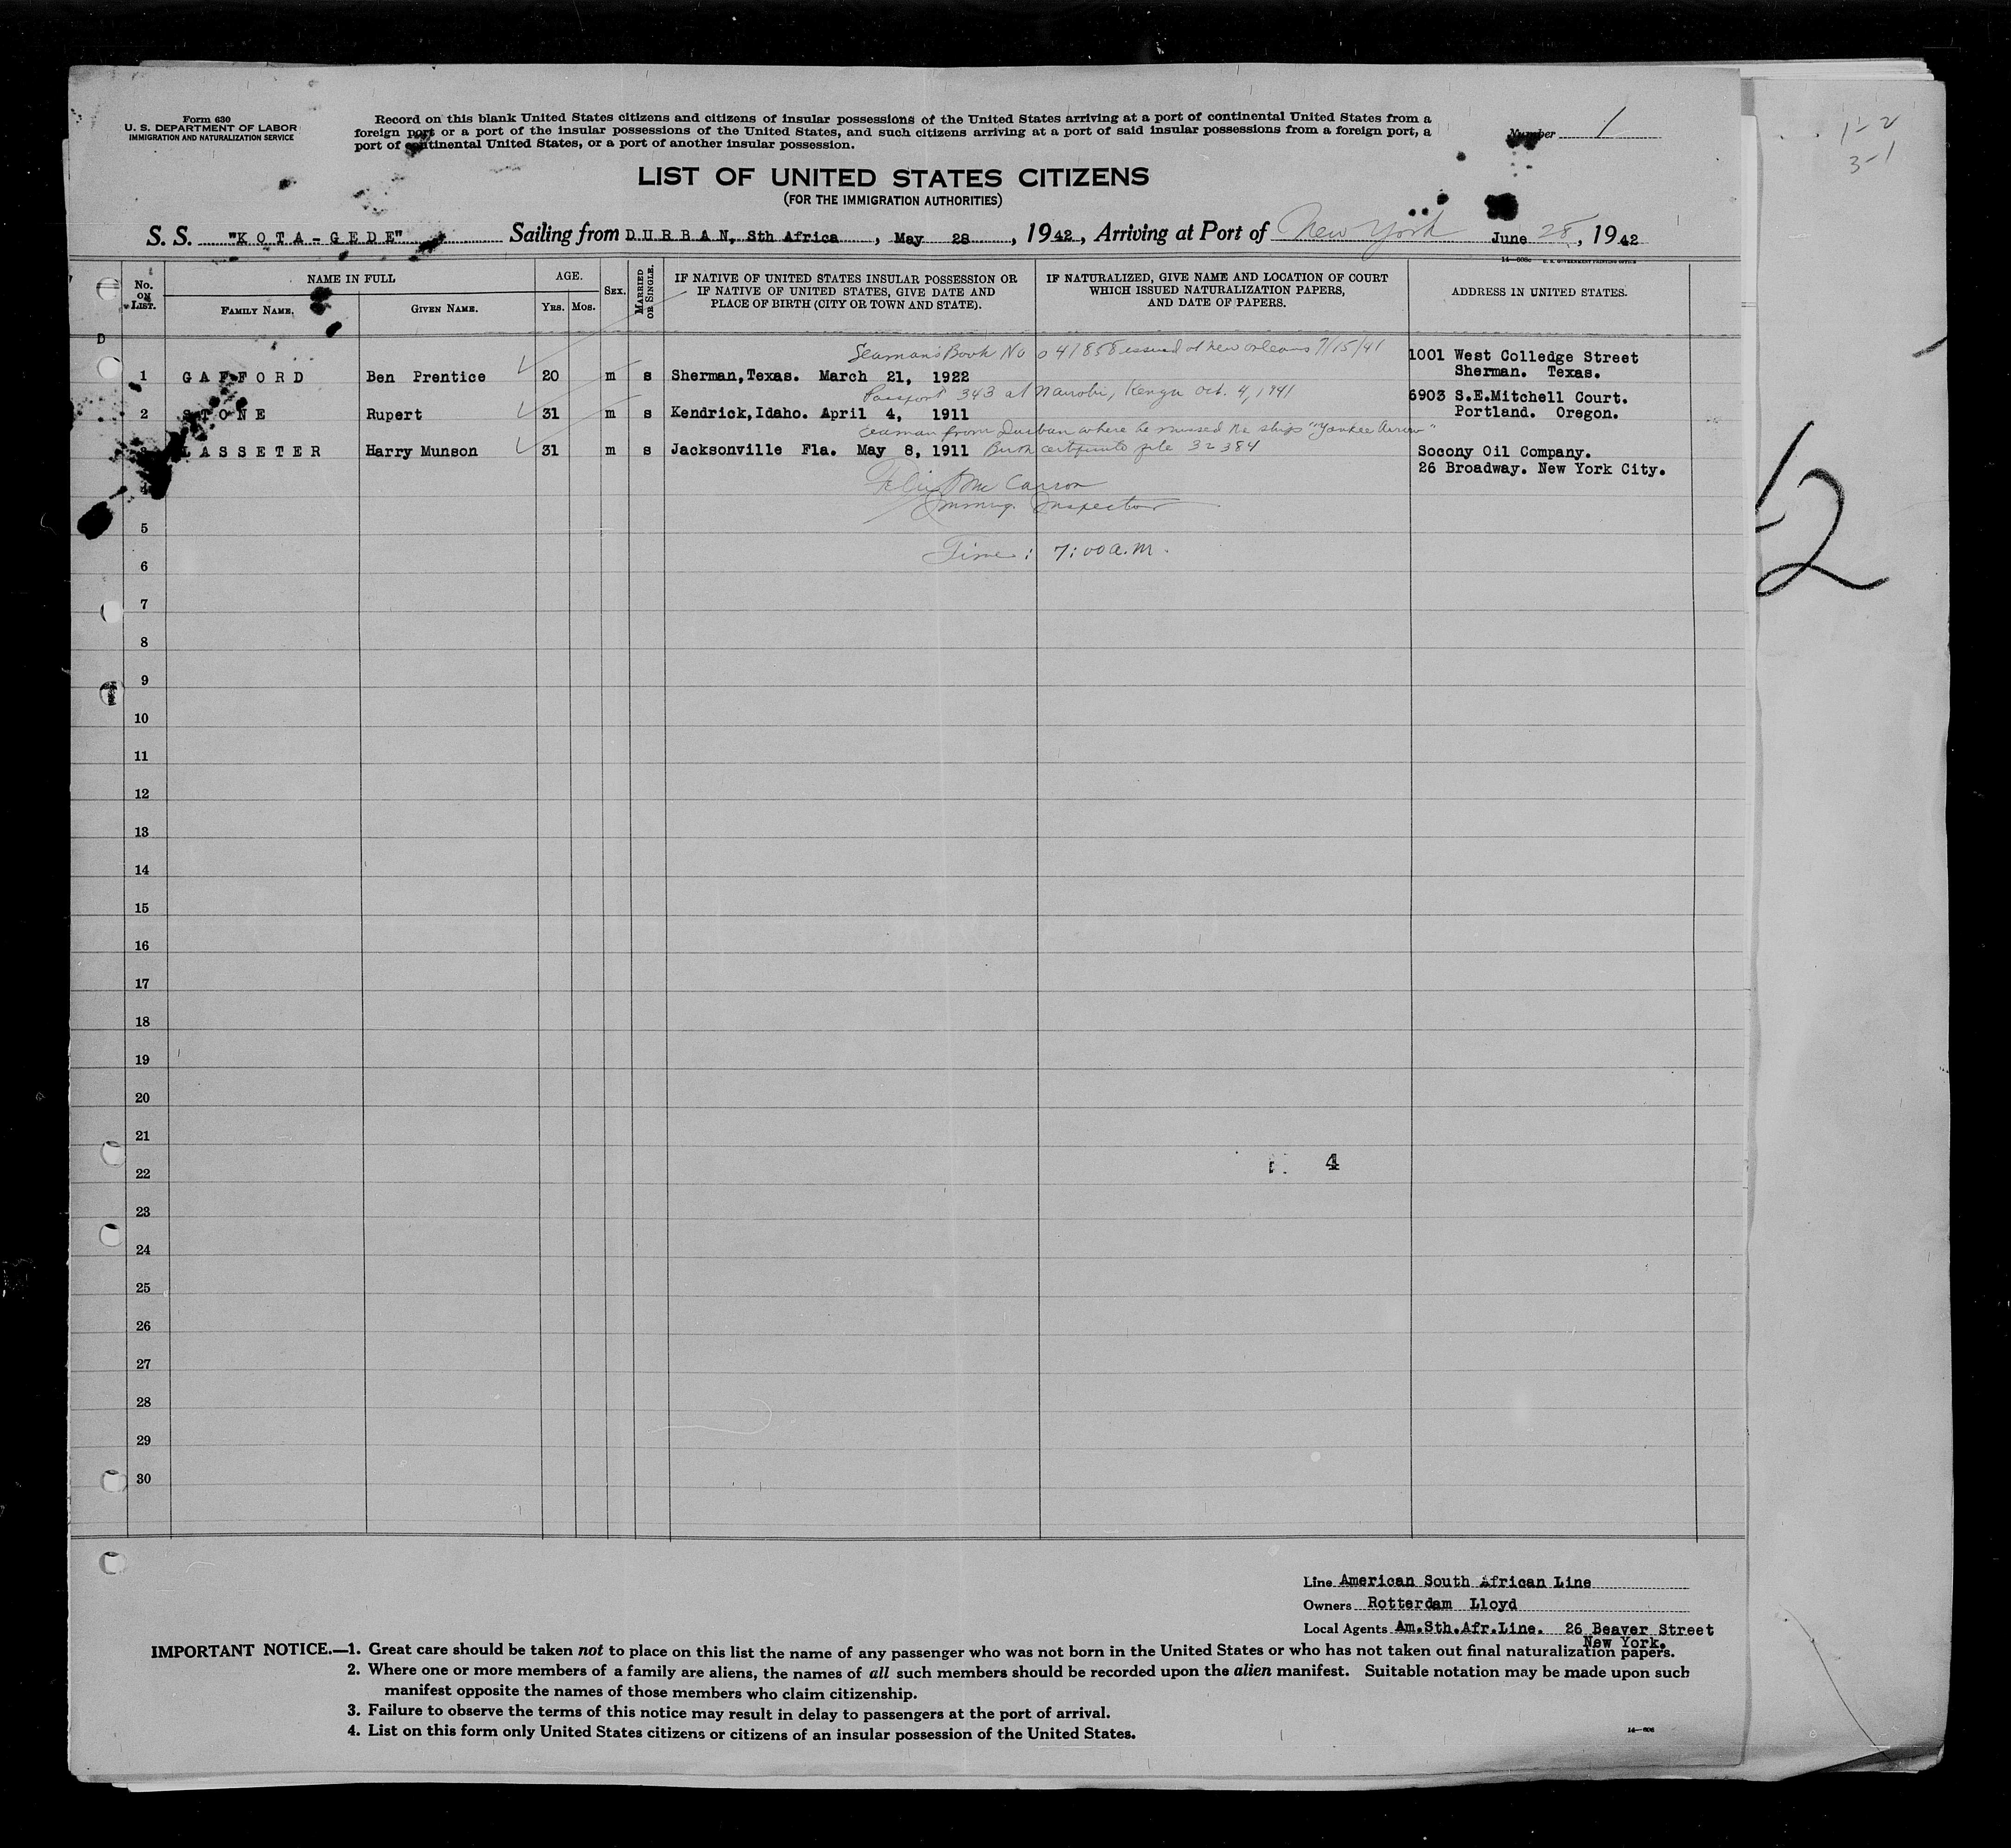 Form 630
U. S. DEPARTMENT OF LABOR
IMMIGRATION AND NATURALIZATION SERVICE
Record on this blank United States citizens and citizens of insular possessions of the United States arriving at a port of continental United States from a
foreign port or a port of the insular possessions of the United States, and such citizens arriving at a port of said insular possessions from a foreign port, a
port of continental United States, or a port of another insular possession.
Number 1
1-2
3-1
LIST OF UNITED STATES CITIZENS
(FOR THE IMMIGRATION AUTHORITIES)
S. S. "KOTA-GEDE" Sailing from DURBAN, Sth Africa, May 28, 1942, Arriving at Port of New York June 28, 1942
U. S. GOVERNMENT PRINTING OFFICE
No. ON LIST.
NAME IN FULL
FAMILY NAME.
GIVEN NAME.
AGE.
YRS. MOS.
SEX.
MARRIED OR SINGLE.
IF NATIVE OF UNITED STATES INSULAR POSSESSION OR
IF NATIVE OF UNITED STATES, GIVE DATE AND
PLACE OF BIRTH (CITY OR TOWN AND STATE).
IF NATURALIZED, GIVE NAME AND LOCATION OF COURT
WHICH ISSUED NATURALIZATION PAPERS,
AND DATE OF PAPERS.
ADDRESS IN UNITED STATES.
D
Seaman's Book No 041858 issued at New Orleans 7/15/41
1 GAFFORD Ben Prentice 20 m s Sherman, Texas. March 21, 1922 1001 West Colledge Street
Sherman. Texas.
Passport 343 at Nairobi, Kenya Oct. 4, 1941
2 STONE Rupert 31 m s Kendrick, Idaho. April 4, 1911 6903 S.E.Mitchell Court.
Portland. Oregon.
Seaman from Durban where he missed the ship "Yankee Arrow"
3 LASSETER Harry Munson 31 m s Jacksonville Fla. May 8, 1911 Birth certificate file 32384 Socony Oil Company.
26 Broadway. New York City.
4
Mc Carron
Immig. Inspector
5
Time: 7:00 a.m.
6
7
8
9
10
11
12
13
14
15
16
17
18
19
20
21
22
4
23
24
25
26
27
28
29
30
2
Line American South African Line
Owners Rotterdam Lloyd
Local Agents Am.Sth.Afr.Line. 26 Beaver Street
New York.
IMPORTANT NOTICE.—1. Great care should be taken not to place on this list the name of any passenger who was not born in the United States or who has not taken out final naturalization papers.
2. Where one or more members of a family are aliens, the names of all such members should be recorded upon the alien manifest. Suitable notation may be made upon such
manifest opposite the names of those members who claim citizenship.
3. Failure to observe the terms of this notice may result in delay to passengers at the port of arrival.
4. List on this form only United States citizens or citizens of an insular possession of the United States.
14—606